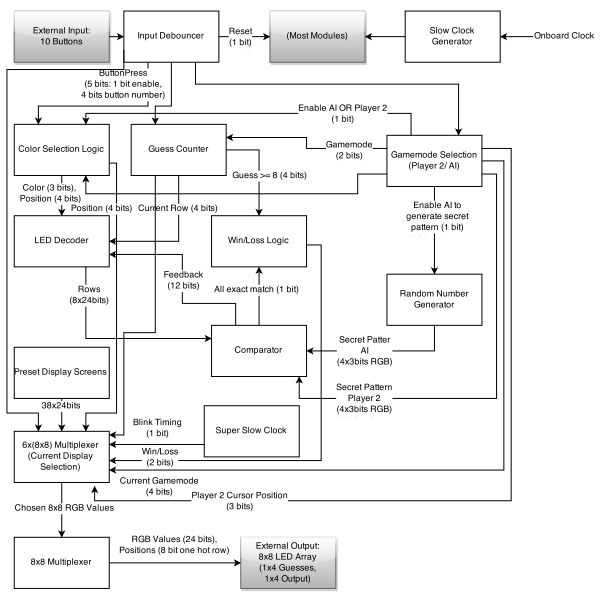 External Input:
10 Buttons
Input Debouncer
Reset
(1 bit)
(Most Modules)
Slow Clock
Generator
Onboard Clock
ButtonPress
(5 bits: 1 bit enable,
4 bits button number)
Enable AI OR Player 2
(1 bit)
Color Selection Logic
Guess Counter
Gamemode
(2 bits)
Gamemode Selection
(Player 2/ AI)
Guess >= 8 (4 bits)
Color (3 bits),
Position (4 bits)
Position (4 bits)
Current Row (4 bits)
Enable AI to
generate secret
pattern (1 bit)
LED Decoder
Win/Loss Logic
Rows
(8x24bits)
Feedback
(12 bits)
All exact match (1 bit)
Random Number
Generator
Comparator
Secret Patter
AI
(4x3bits RGB)
Preset Display Screens
38x24bits
Secret Pattern
Player 2
(4x3bits RGB)
Blink Timing
(1 bit)
Super Slow Clock
6x(8x8) Multiplexer
(Current Display
Selection)
Win/Loss
(2 bits)
Current Gamemode
(4 bits)
Player 2 Cursor Position
(3 bits)
Chosen 8x8 RGB Values
8x8 Multiplexer
RGB Values (24 bits),
Positions (8 bit one hot row)
External Output:
8x8 LED Array
(1x4 Guesses,
1x4 Output)